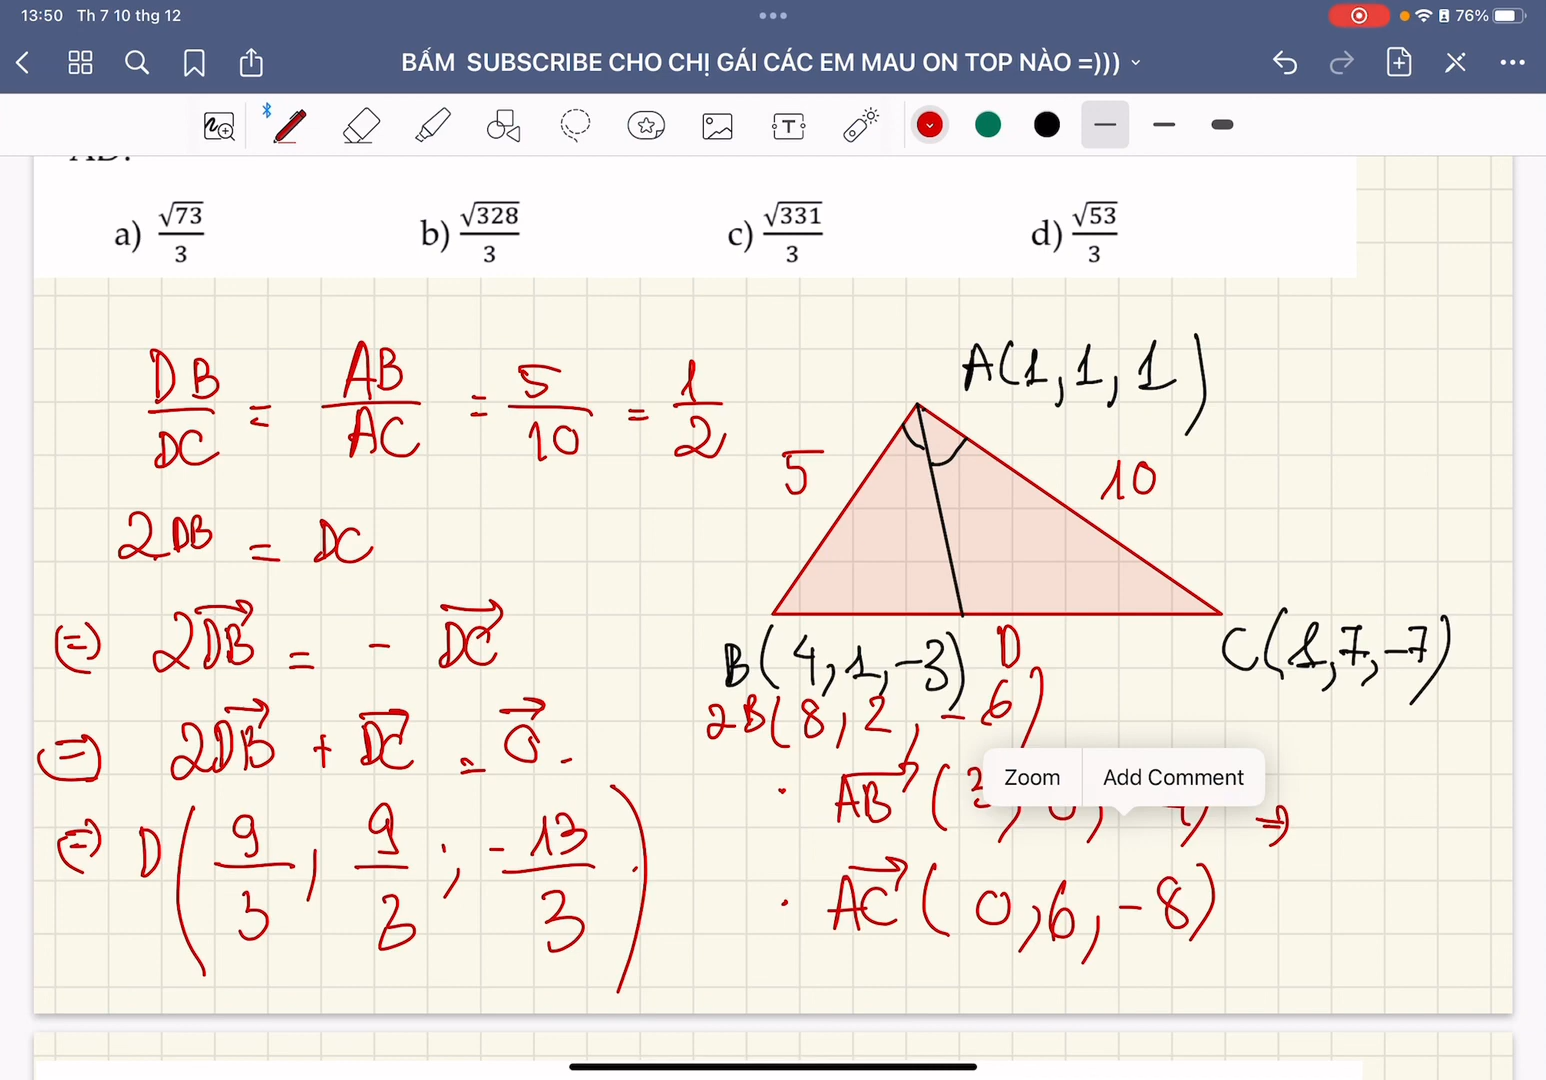 13:50 Th 7 10 thg 12
76%
BẤM SUBSCRIBE CHO CHỊ GÁI CÁC EM MAU ON TOP NÀO =)))
a) √73/3 b) √328/3 c) √331/3 d) √53/3
DB/DC = AB/AC = 5/10 = 1/2
A(1, 1, 1)
5
10
2DB = DC
(=) 2DB→ = - DC→
B(4, 1, -3) D C(1, 7, -7)
2B(8, 2, -6)
(=) 2DB→ + DC→ = 0→.
Zoom Add Comment
· AB→ ( ⇒
(=) D(9/3; 9/3; -13/3)
· AC→ (0, 6, -8)